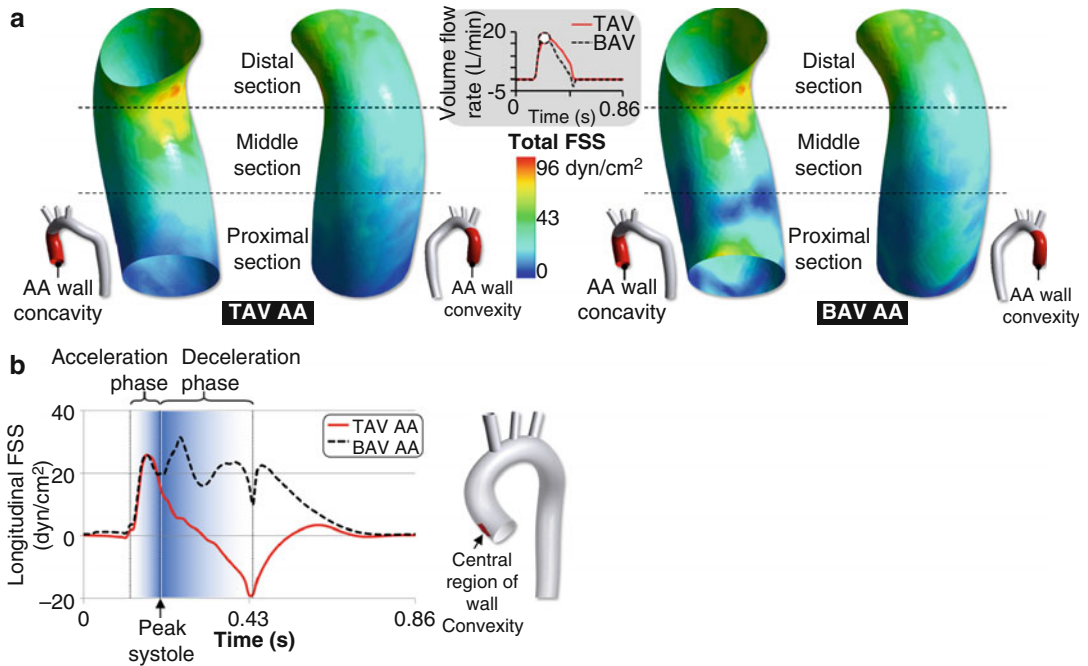 a
Distal
section
Middle
section
Proximal
section
AA wall
concavity
TAV AA
AA wall
convexity
Volume flow
rate (L/min)
20
-5
0
Time (s)
0.86
TAV
BAV
Total FSS
96 dyn/cm²
43
0
Distal
section
Middle
section
Proximal
section
AA wall
concavity
BAV AA
AA wall
convexity
b
Acceleration
phase
Deceleration
phase
Longitudinal FSS
(dyn/cm²)
40
20
0
–20
TAV AA
BAV AA
0
0.43
0.86
Peak
systole
Time (s)
Central
region of
wall
Convexity